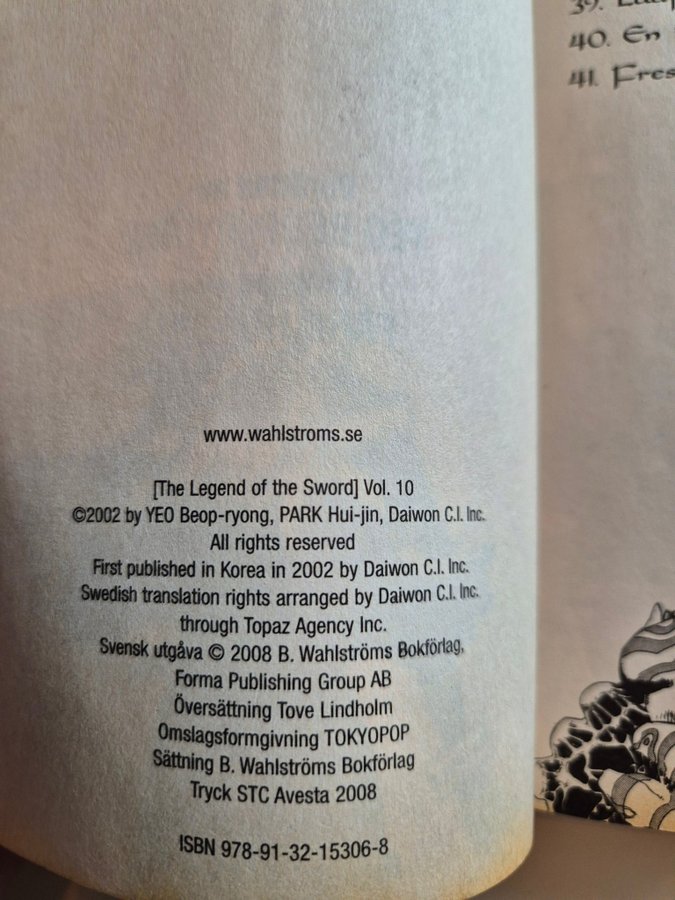 www.wahlstroms.se
[The Legend of the Sword] Vol. 10
©2002 by YEO Beop-ryong, PARK Hui-jin, Daiwon C.I. Inc.
All rights reserved
First published in Korea in 2002 by Daiwon C.I. Inc.
Swedish translation rights arranged by Daiwon C.I. Inc.
through Topaz Agency Inc.
Svensk utgåva © 2008 B. Wahlströms Bokförlag,
Forma Publishing Group AB
Översättning Tove Lindholm
Omslagsformgivning TOKYOPOP
Sättning B. Wahlströms Bokförlag
Tryck STC Avesta 2008
ISBN 978-91-32-15306-8
39.
40. En
41.